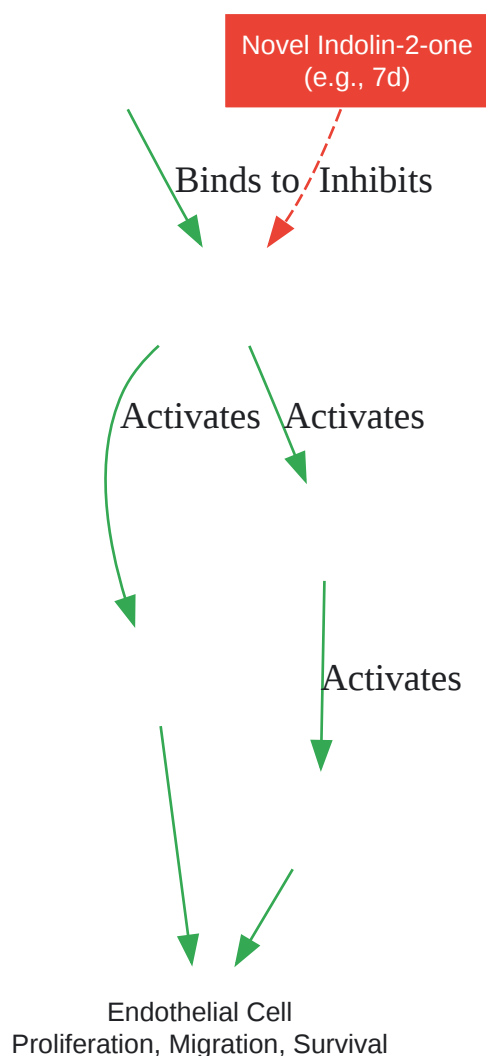 Novel Indolin-2-one
(e.g., 7d)
Binds to
Inhibits
Activates
Activates
Activates
Endothelial Cell
Proliferation, Migration, Survival